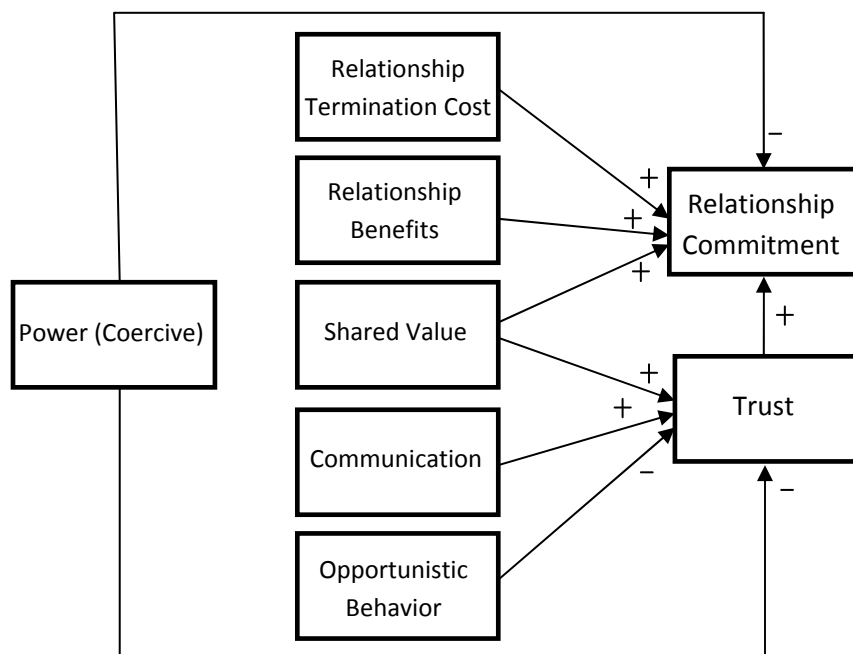 Relationship
Termination Cost
−
+
Relationship
Benefits
+
Relationship
Commitment
+
Power (Coercive)
Shared Value
+
+
+
Trust
Communication
−
−
Opportunistic
Behavior